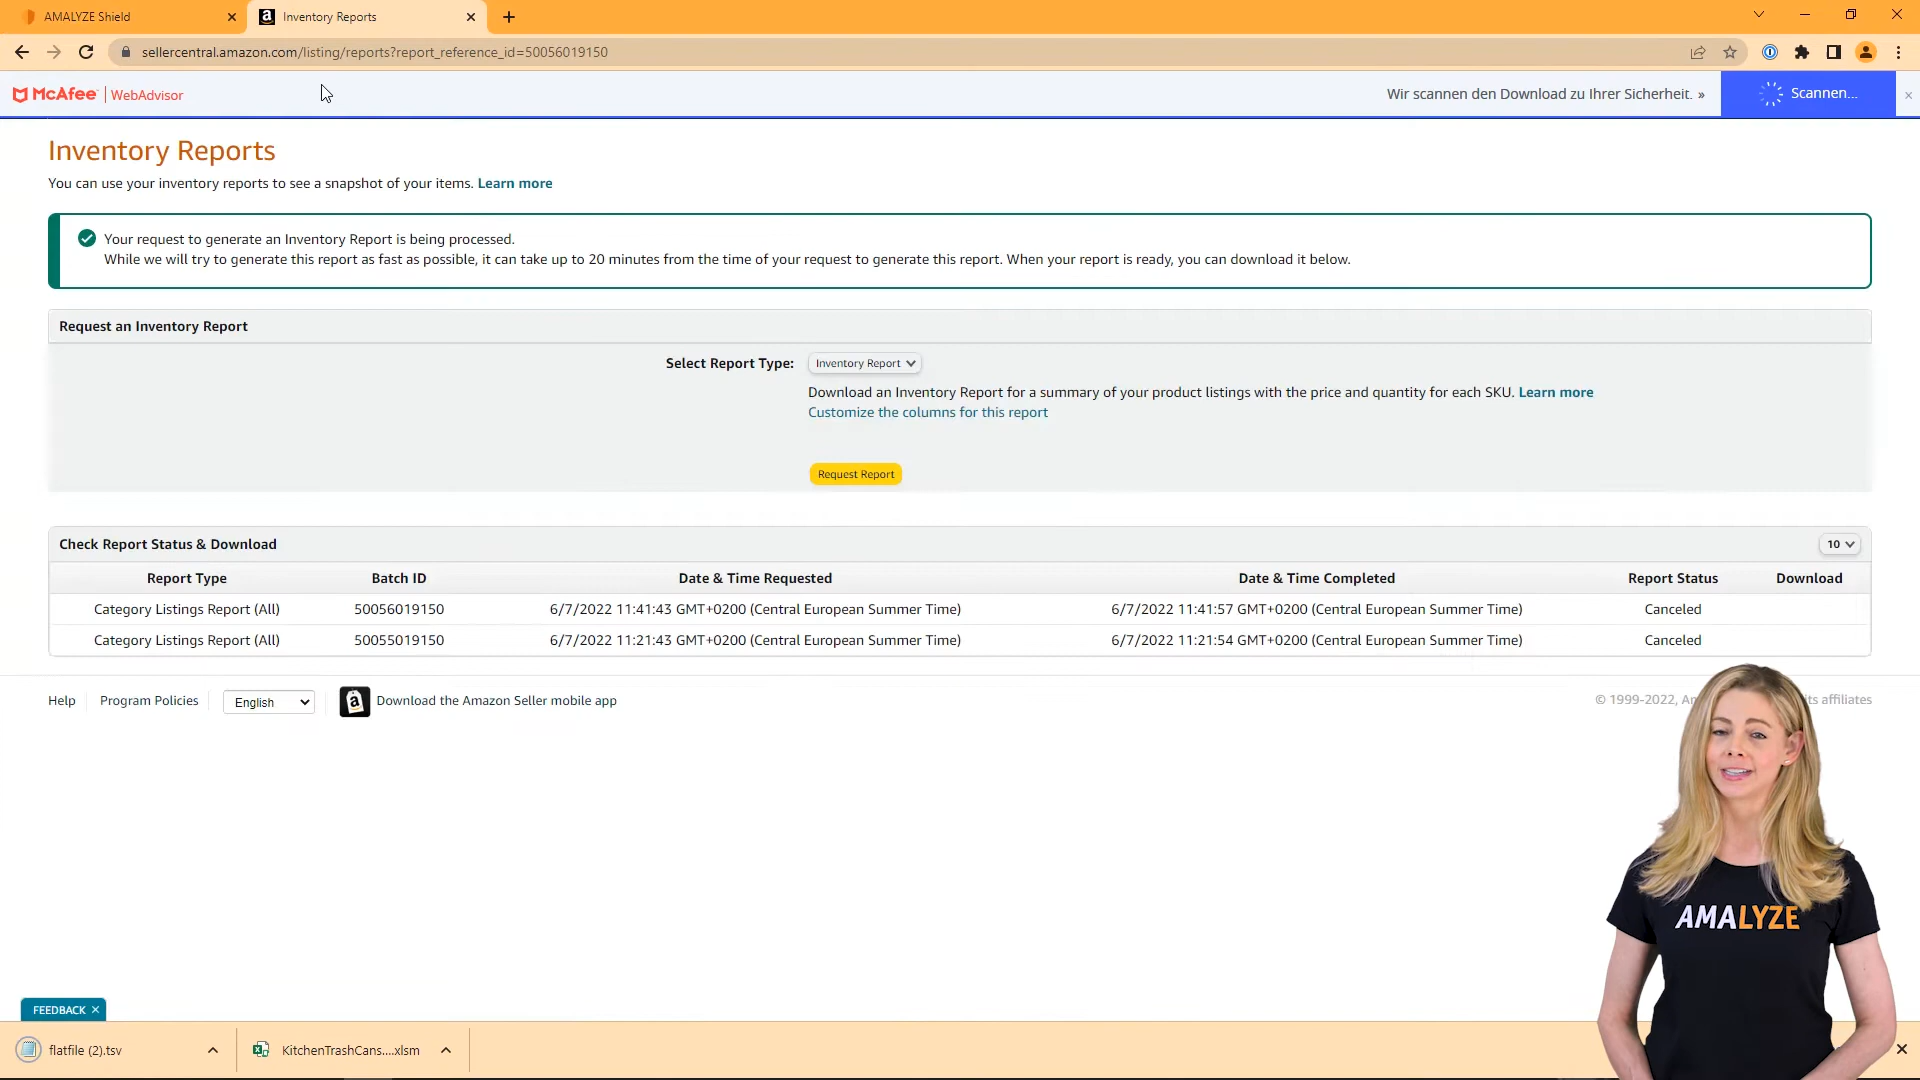 AMALYZE Shield
Inventory Reports
sellercentral.amazon.com/listing/reports?report_reference_id=50056019150
McAfee | WebAdvisor
Wir scannen den Download zu Ihrer Sicherheit. »
Scannen...
Inventory Reports
You can use your inventory reports to see a snapshot of your items. Learn more
Your request to generate an Inventory Report is being processed.
While we will try to generate this report as fast as possible, it can take up to 20 minutes from the time of your request to generate this report. When your report is ready, you can download it below.
Request an Inventory Report
Select Report Type: Inventory Report
Download an Inventory Report for a summary of your product listings with the price and quantity for each SKU. Learn more
Customize the columns for this report
Request Report
Check Report Status & Download 10
Report Type Batch ID Date & Time Requested Date & Time Completed Report Status Download
Category Listings Report (All) 50056019150 6/7/2022 11:41:43 GMT+0200 (Central European Summer Time) 6/7/2022 11:41:57 GMT+0200 (Central European Summer Time) Canceled
Category Listings Report (All) 50055019150 6/7/2022 11:21:43 GMT+0200 (Central European Summer Time) 6/7/2022 11:21:54 GMT+0200 (Central European Summer Time) Canceled
Help Program Policies English Download the Amazon Seller mobile app © 1999-2022, affiliates
AMALYZE
FEEDBACK
flatfile (2).tsv KitchenTrashCans....xlsm